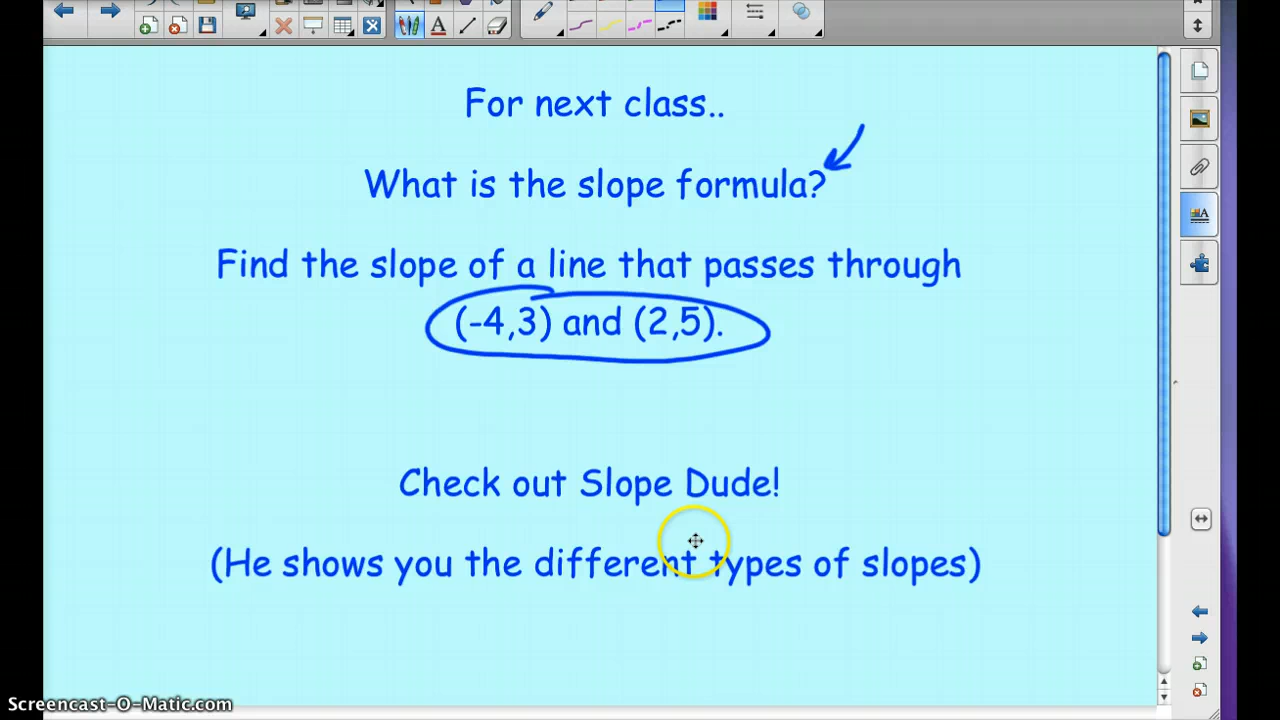 For next class..
What is the slope formula?
Find the slope of a line that passes through
(-4,3) and (2,5).
Check out Slope Dude!
(He shows you the different types of slopes)
Screencast-O-Matic.com